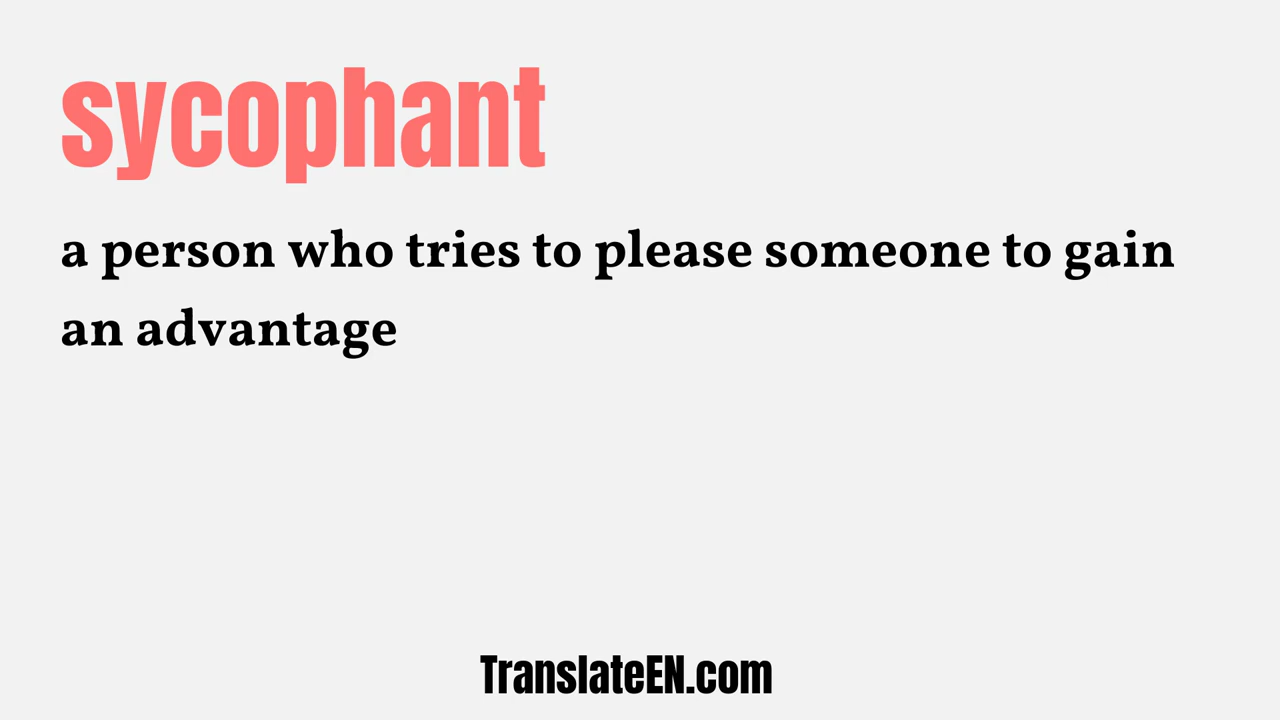 sycophant
a person who tries to please someone to gain
an advantage
TranslateEN.com